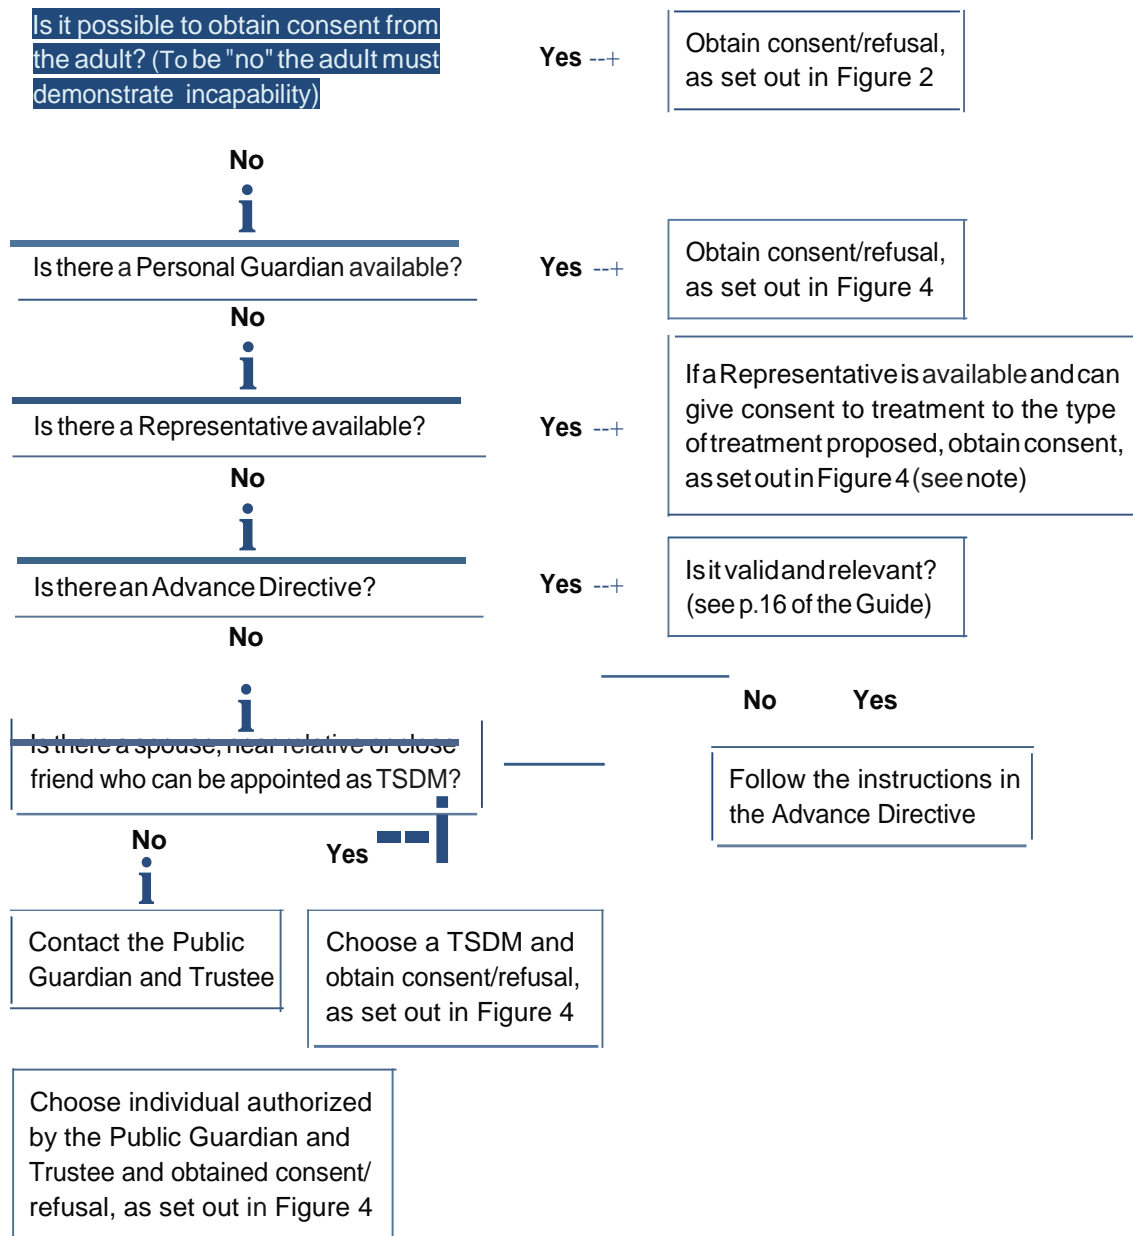 Is it possible to obtain consent from
the adult? (To be "no" the adult must
demonstrate incapability)
Yes --+
Obtain consent/refusal,
as set out in Figure 2
No
i
Is there a Personal Guardian available?
Yes --+
Obtain consent/refusal,
as set out in Figure 4
No
i
Is there a Representative available?
Yes --+
If a Representative is available and can
give consent to treatment to the type
of treatment proposed, obtain consent,
as set out in Figure 4 (see note)
No
i
Is there an Advance Directive?
Yes --+
Is it valid and relevant?
(see p.16 of the Guide)
No
i
No Yes
Is there a spouse, near relative or close
friend who can be appointed as TSDM?
Follow the instructions in
the Advance Directive
No
i
Yes --i
Contact the Public
Guardian and Trustee
Choose a TSDM and
obtain consent/refusal,
as set out in Figure 4
Choose individual authorized
by the Public Guardian and
Trustee and obtained consent/
refusal, as set out in Figure 4